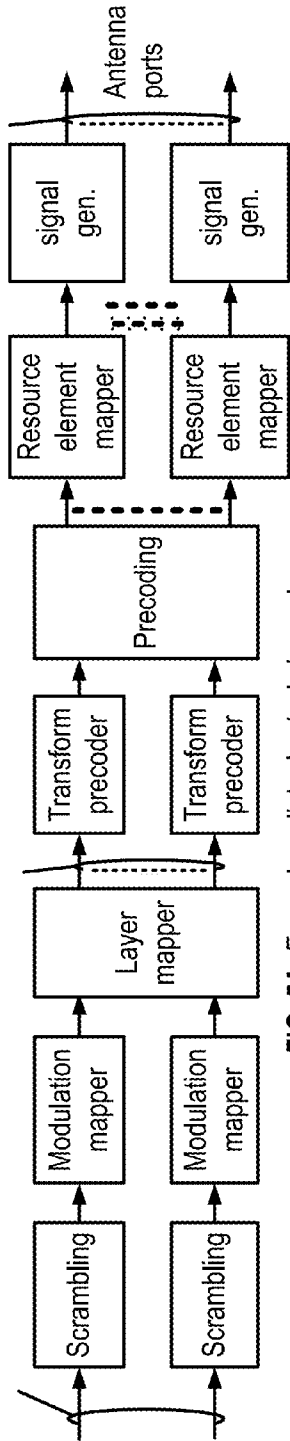 Scrambling
Scrambling
Modulation
mapper
Modulation
mapper
Layer
mapper
Transform
precoder
Transform
precoder
Precoding
Resource
element
mapper
Resource
element
mapper
signal
gen.
signal
gen.
Antenna
ports